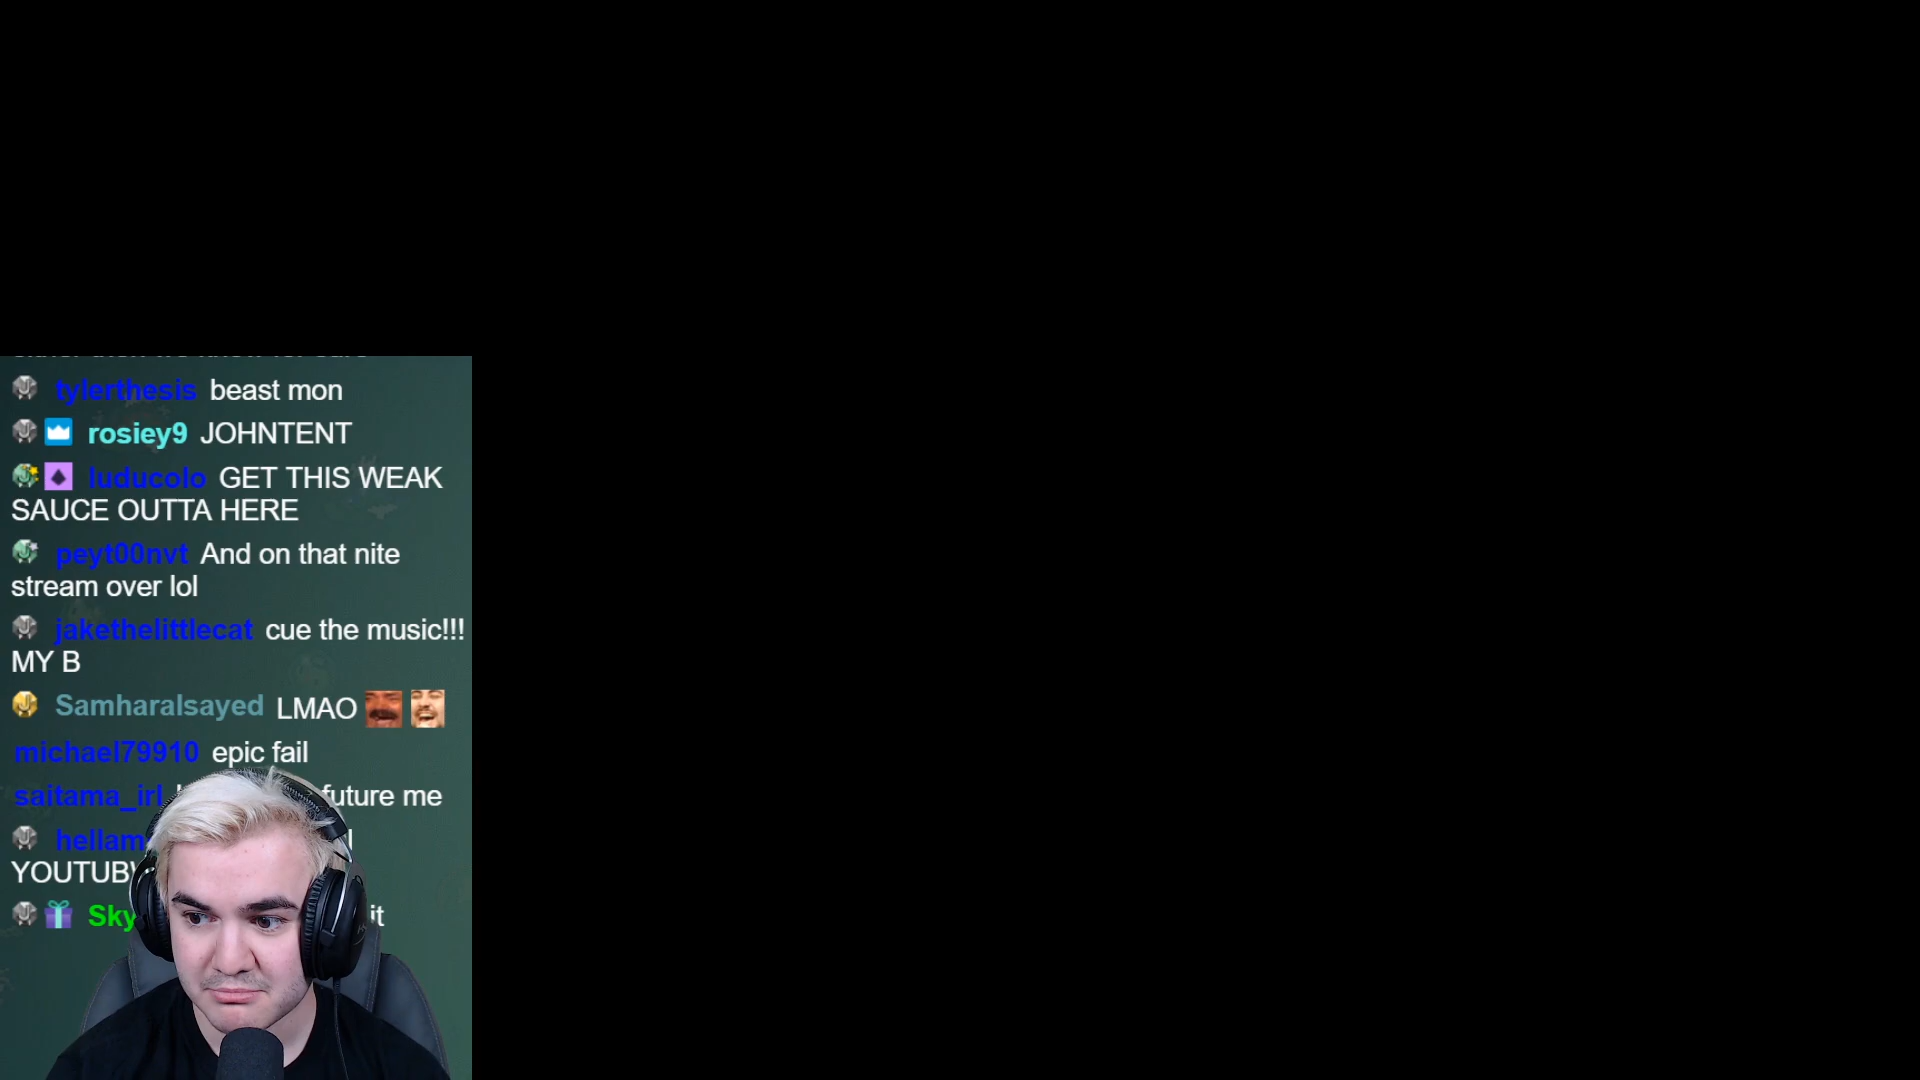 tylerthesis beast mon
rosiey9 JOHNTENT
luducolo GET THIS WEAK
SAUCE OUTTA HERE
peyt00nvt And on that nite
stream over lol
jakethelittlecat cue the music!!!
MY B
Samharalsayed LMAO
michael79910 epic fail
saitama_irl future me
hellam
YOUTUB
Sky it